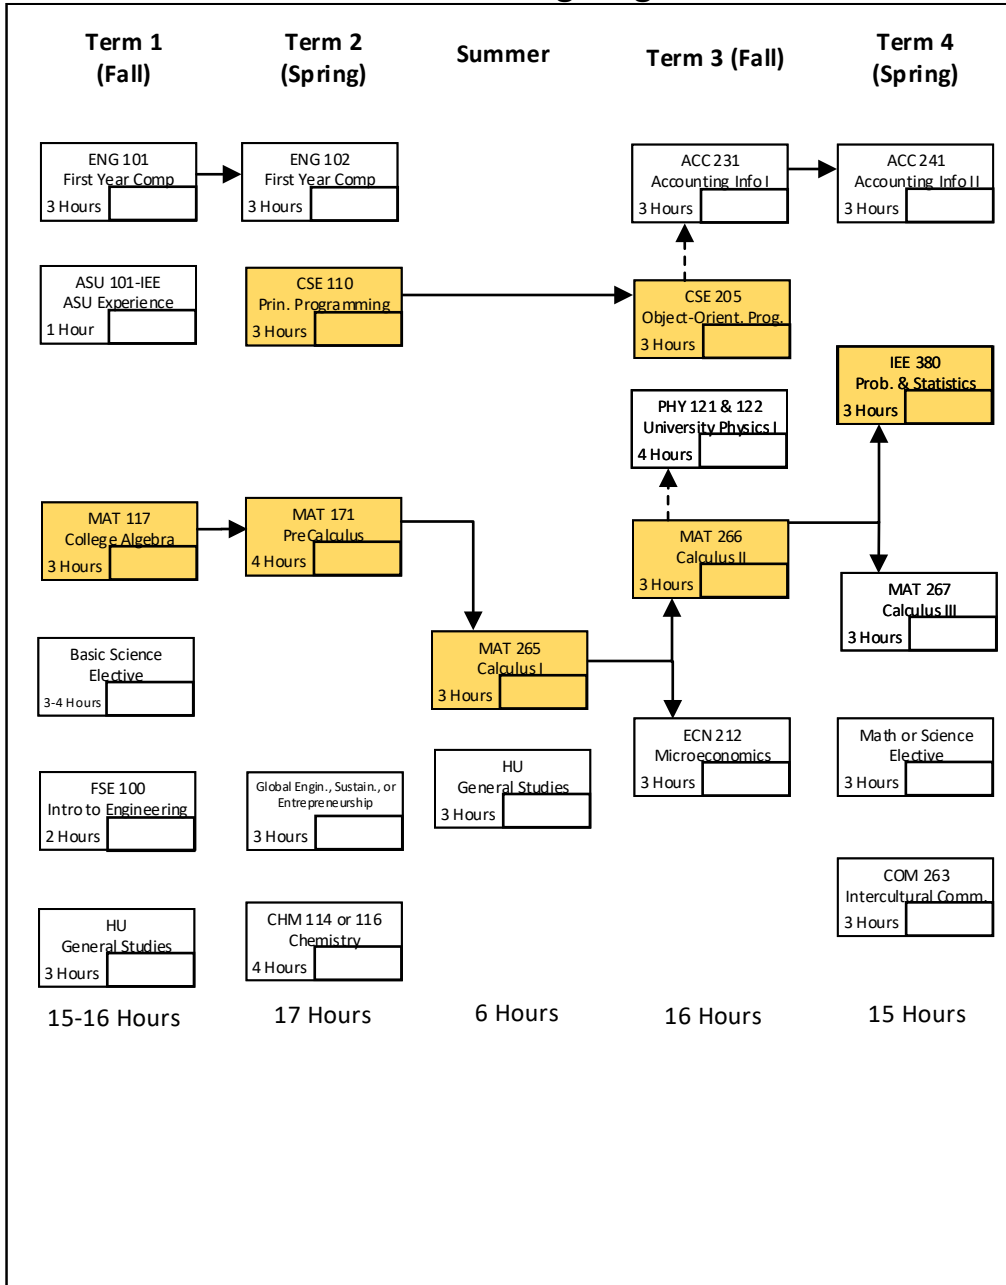 Term 1
(Fall)
Term 2
(Spring)
Summer
Term 3 (Fall)
Term 4
(Spring)
ENG 101
First Year Comp
3 Hours
ENG 102
First Year Comp
3 Hours
ACC 231
Accounting Info I
3 Hours
ACC 241
Accounting Info II
3 Hours
ASU 101-IEE
ASU Experience
1 Hour
CSE 110
Prin. Programming
3 Hours
CSE 205
Object-Orient. Prog.
3 Hours
IEE 380
Prob. & Statistics
3 Hours
PHY 121 & 122
University Physics I
4 Hours
MAT 117
College Algebra
3 Hours
MAT 171
PreCalculus
4 Hours
MAT 266
Calculus II
3 Hours
MAT 267
Calculus III
3 Hours
Basic Science
Elective
3-4 Hours
MAT 265
Calculus I
3 Hours
ECN 212
Microeconomics
3 Hours
Math or Science
Elective
3 Hours
FSE 100
Intro to Engineering
2 Hours
Global Engin., Sustain., or
Entrepreneurship
3 Hours
HU
General Studies
3 Hours
COM 263
Intercultural Comm.
3 Hours
HU
General Studies
3 Hours
CHM 114 or 116
Chemistry
4 Hours
15-16 Hours
17 Hours
6 Hours
16 Hours
15 Hours